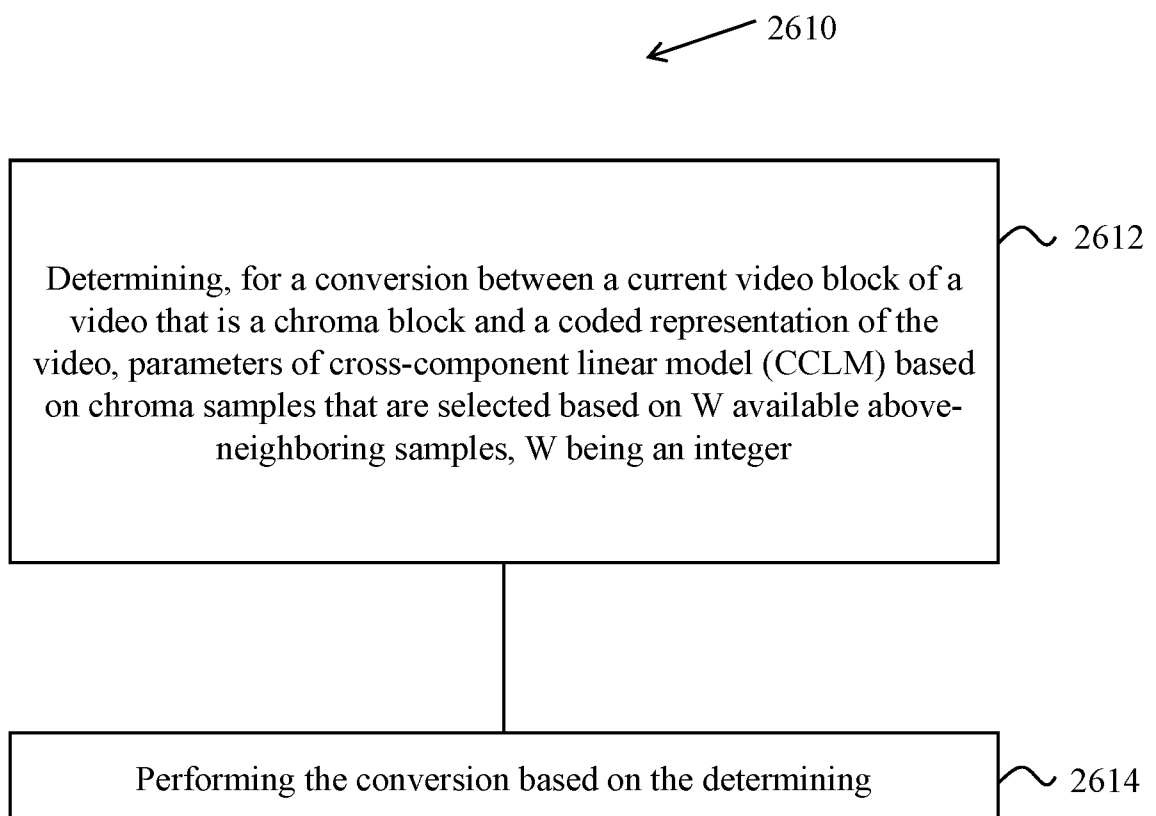 2610
Determining, for a conversion between a current video block of a
video that is a chroma block and a coded representation of the
video, parameters of cross-component linear model (CCLM) based
on chroma samples that are selected based on W available above-
neighboring samples, W being an integer
2612
Performing the conversion based on the determining
2614